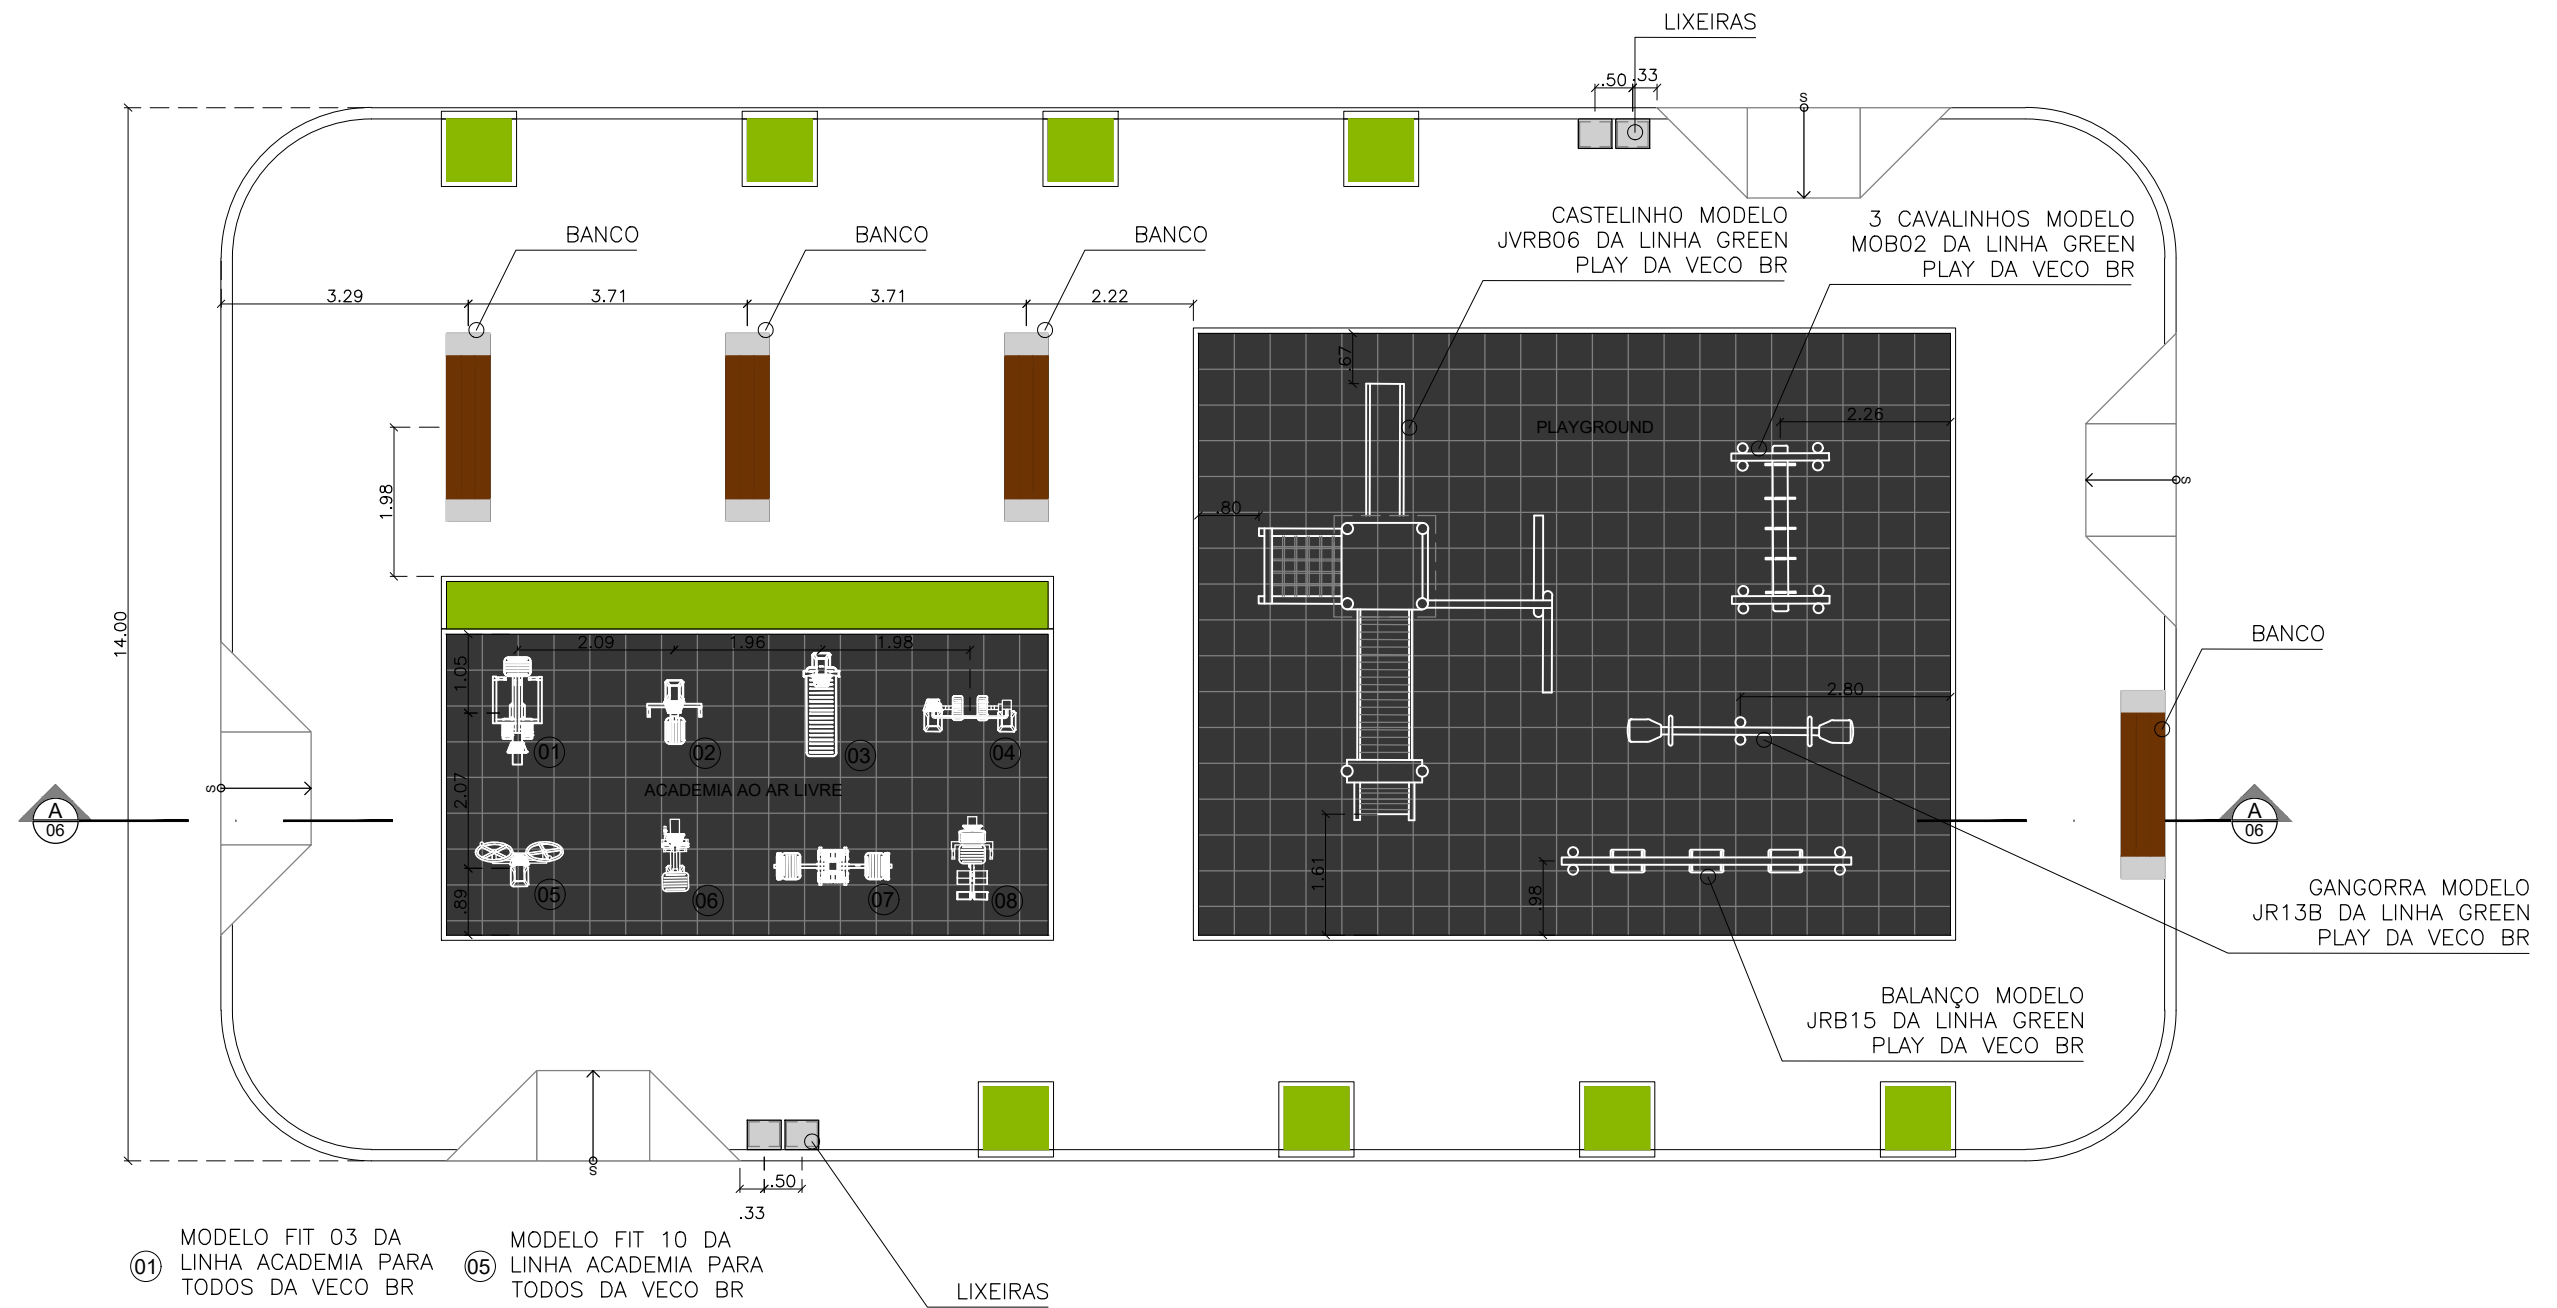 LIXEIRAS
.50
.33
S
CASTELINHO MODELO
JVRB06 DA LINHA GREEN
PLAY DA VECO BR
3 CAVALINHOS MODELO
MOB02 DA LINHA GREEN
PLAY DA VECO BR
BANCO
BANCO
BANCO
3.29
3.71
3.71
2.22
.67
PLAYGROUND
2.26
1.98
.80
S
14.00
BANCO
2.09
1.96
1.98
1.05
2.80
01
02
03
04
2.07
ACADEMIA AO AR LIVRE
S
A
06
A
06
1.61
.98
.89
05
06
07
08
GANGORRA MODELO
JR13B DA LINHA GREEN
PLAY DA VECO BR
BALANÇO MODELO
JRB15 DA LINHA GREEN
PLAY DA VECO BR
S
.50
.33
01
MODELO FIT 03 DA
LINHA ACADEMIA PARA
TODOS DA VECO BR
05
MODELO FIT 10 DA
LINHA ACADEMIA PARA
TODOS DA VECO BR
LIXEIRAS